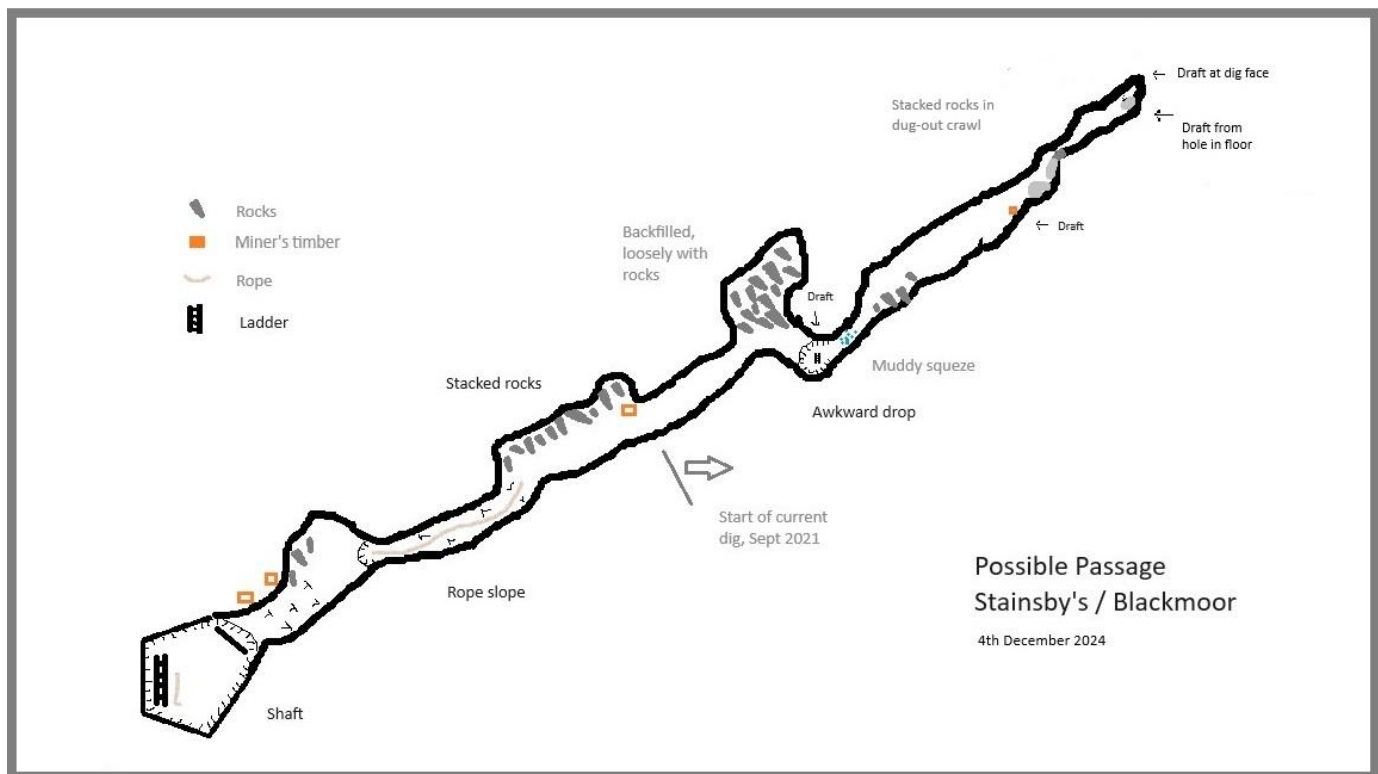 Draft at dig face
Stacked rocks in
dug-out crawl
Draft from
hole in floor
Rocks
Miner's timber
Rope
Ladder
Backfilled,
loosely with
rocks
Draft
Draft
Muddy squeze
Stacked rocks
Awkward drop
Start of current
dig, Sept 2021
Rope slope
Possible Passage
Stainsby's / Blackmoor
4th December 2024
Shaft